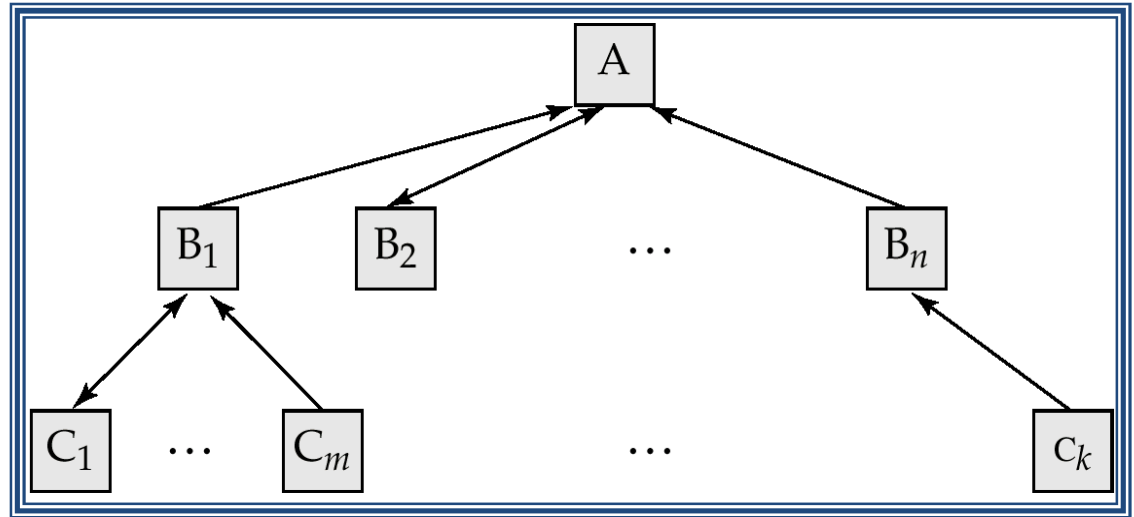 A
B₁ B₂ … Bₙ
C₁ … Cₘ … Cₖ